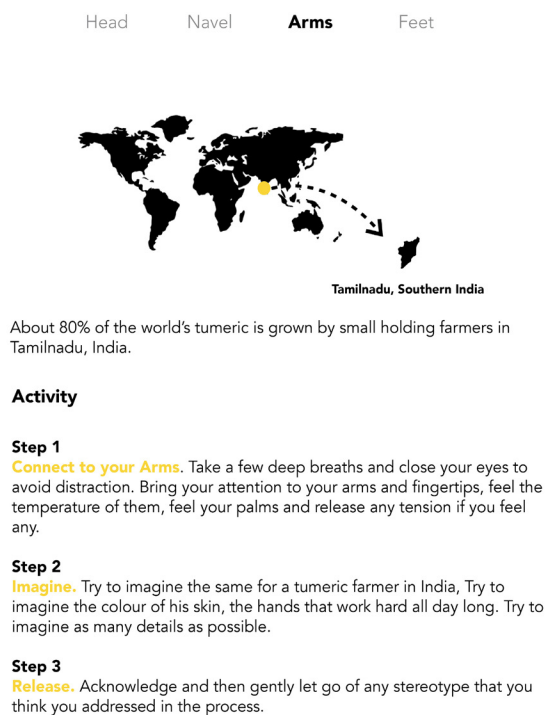 Head Navel Arms Feet
Tamilnadu, Southern India
About 80% of the world's tumeric is grown by small holding farmers in
Tamilnadu, India.
Activity
Step 1
Connect to your Arms. Take a few deep breaths and close your eyes to
avoid distraction. Bring your attention to your arms and fingertips, feel the
temperature of them, feel your palms and release any tension if you feel
any.
Step 2
Imagine. Try to imagine the same for a tumeric farmer in India, Try to
imagine the colour of his skin, the hands that work hard all day long. Try to
imagine as many details as possible.
Step 3
Release. Acknowledge and then gently let go of any stereotype that you
think you addressed in the process.